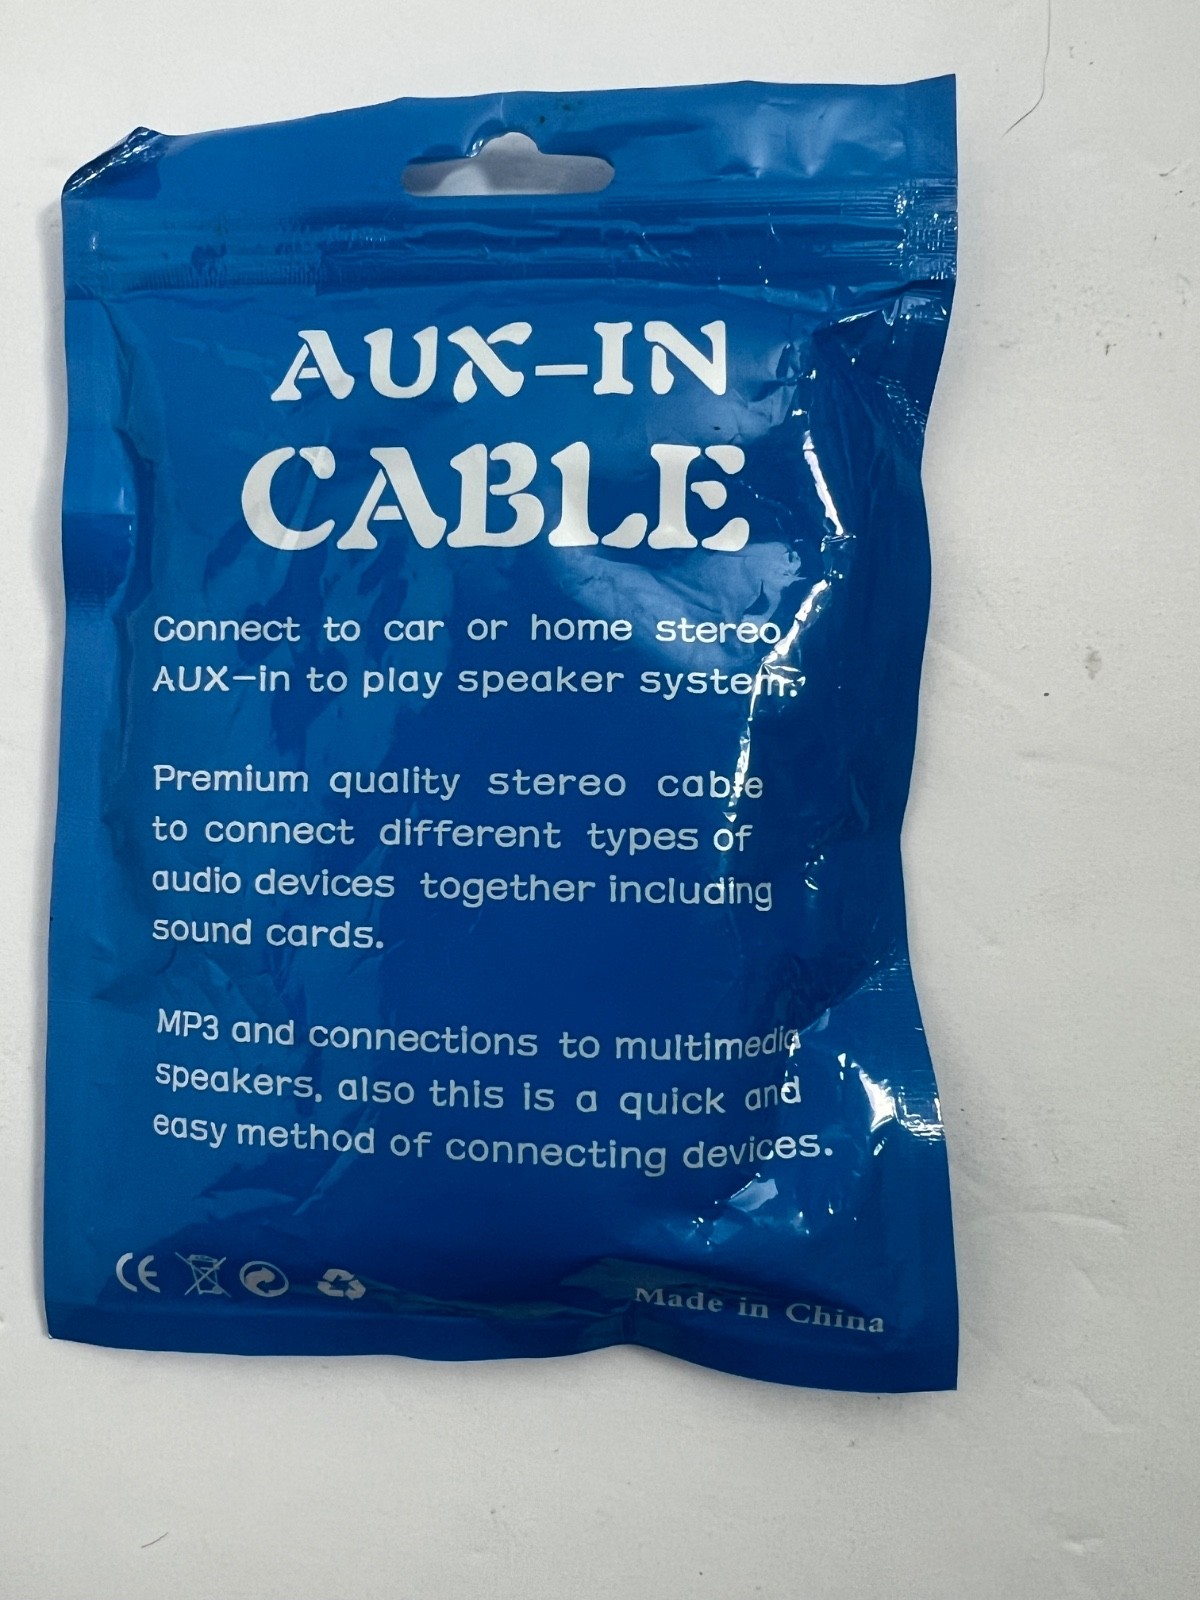 AUX-IN
CABLE
Connect to car or home stereo
AUX-in to play speaker system.
Premium quality stereo cable
to connect different types of
audio devices together including
sound cards.
MP3 and connections to multimedia
speakers, also this is a quick and
easy method of connecting devices.
CE
Made in China